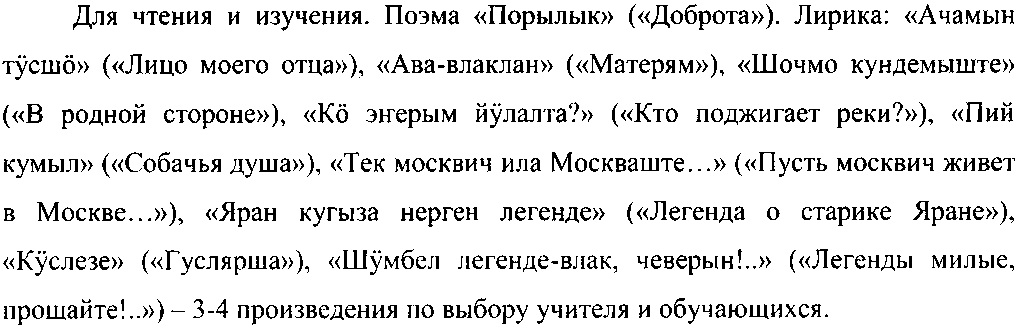 Для чтения и изучения. Поэма «Порылык» («Доброта»). Лирика: «Ачамын
тӱсшӧ» («Лицо моего отца»), «Ава-влаклан» («Матерям»), «Шочмо кундемыште»
(«В родной стороне»), «Кӧ эҥерым йӱлалта?» («Кто поджигает реки?»), «Пий
кумыл» («Собачья душа»), «Тек москвич ила Москваште…» («Пусть москвич живет
в Москве…»), «Яран кугыза нерген легенде» («Легенда о старике Яране»),
«Кӱслезе» («Гуслярша»), «Шӱмбел легенде-влак, чеверын!..» («Легенды милые,
прощайте!..») – 3-4 произведения по выбору учителя и обучающихся.